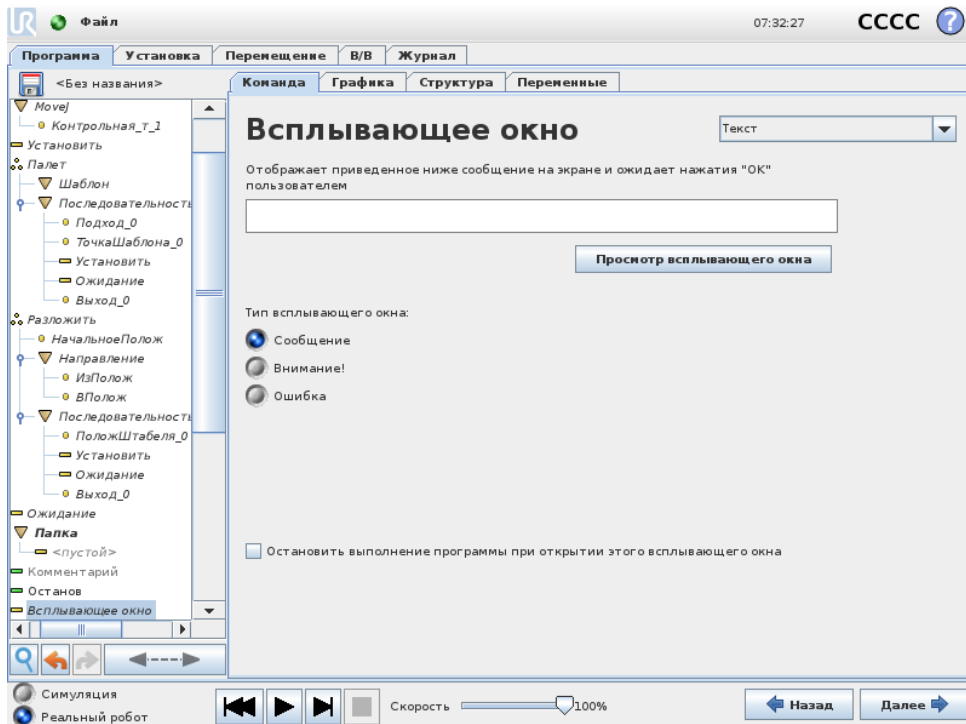 Файл
07:32:27
CCCC
?
Программа Установка Перемещение В/В Журнал
<Без названия>
Команда Графика Структура Переменные
MoveJ
Контрольная_т_1
Установить
Палет
Шаблон
Последовательность
Подход_0
ТочкаШаблона_0
Установить
Ожидание
Выход_0
Разложить
НачальноеПолож
Направление
ИзПолож
ВПолож
Последовательность
ПоложШтабеля_0
Установить
Ожидание
Выход_0
Ожидание
Папка
<пустой>
Комментарий
Останов
Всплывающее окно
Всплывающее окно
Текст
Отображает приведенное ниже сообщение на экране и ожидает нажатия "ОК"
пользователем
Просмотр всплывающего окна
Тип всплывающего окна:
Сообщение
Внимание!
Ошибка
Остановить выполнение программы при открытии этого всплывающего окна
Симуляция
Реальный робот
Скорость 100%
Назад
Далее